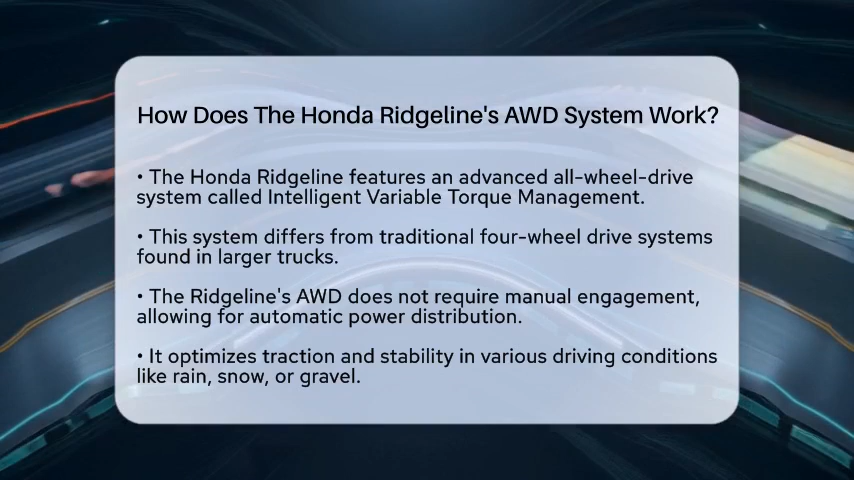 How Does The Honda Ridgeline's AWD System Work?
• The Honda Ridgeline features an advanced all-wheel-drive
system called Intelligent Variable Torque Management.
• This system differs from traditional four-wheel drive systems
found in larger trucks.
• The Ridgeline's AWD does not require manual engagement,
allowing for automatic power distribution.
• It optimizes traction and stability in various driving conditions
like rain, snow, or gravel.